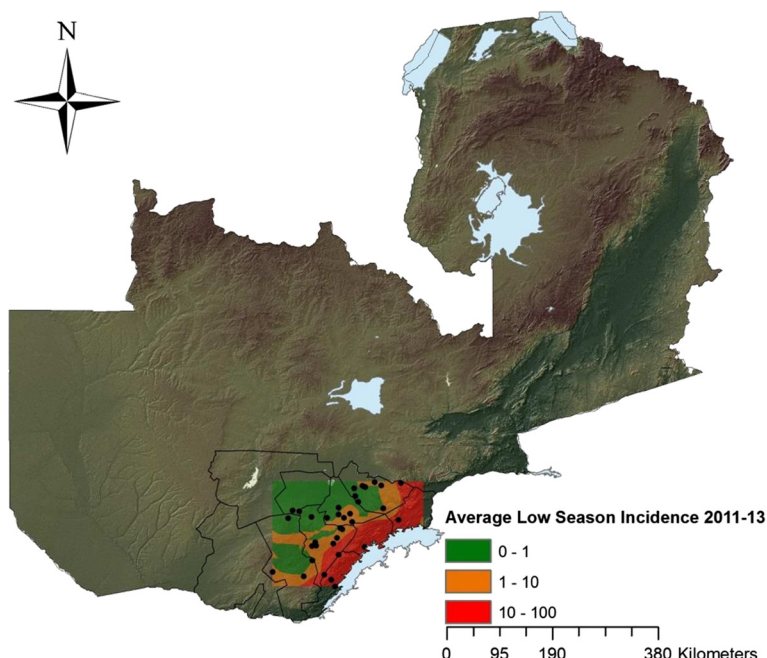 N
Average Low Season Incidence 2011-13
0 - 1
1 - 10
10 - 100
0 95 190 380 Kilometers